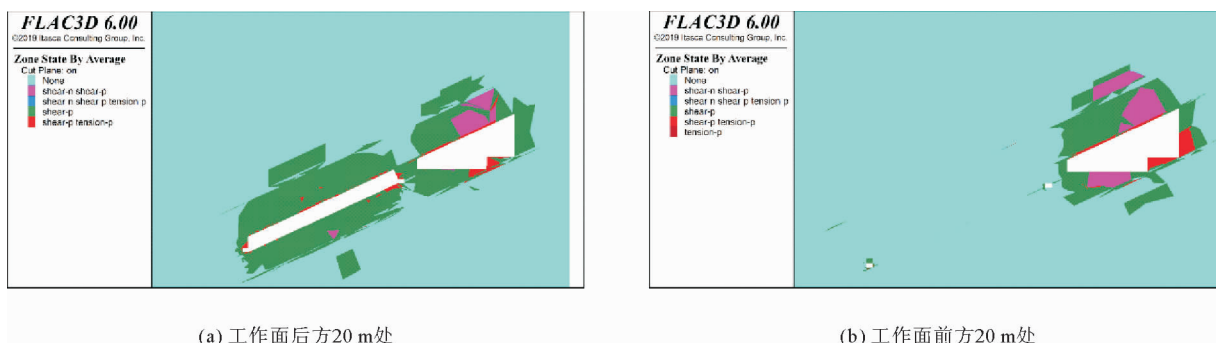 FLAC3D 6.00
©2019 Itasca Consulting Group, Inc.
Zone State By Average
Cut Plane: on
None
shear-n shear-p
shear-n shear-p tension-p
shear-p
shear-p tension-p
(a) 工作面后方20 m处
FLAC3D 6.00
©2019 Itasca Consulting Group, Inc.
Zone State By Average
Cut Plane: on
None
shear-n shear-p
shear-n shear-p tension-p
shear-p
shear-p tension-p
tension-p
(b) 工作面前方20 m处